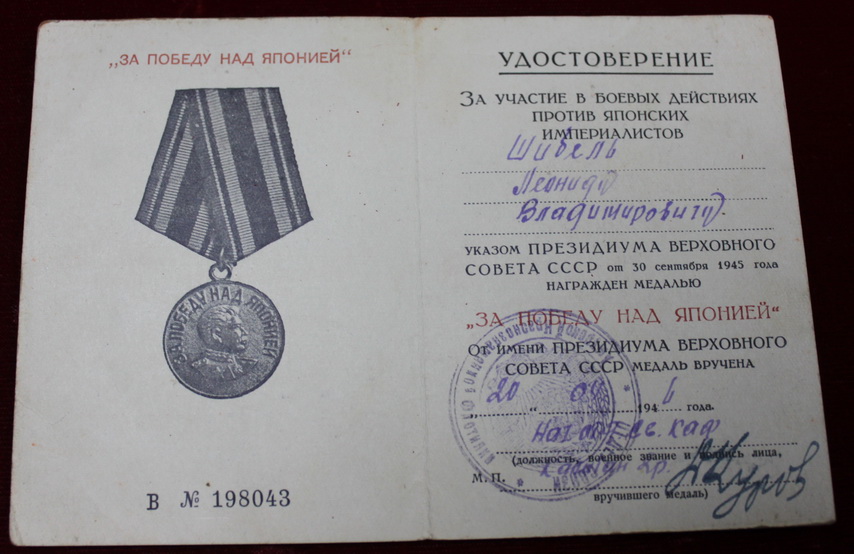 „ЗА ПОБЕДУ НАД ЯПОНИЕЙ“
ЗА ПОБЕДУ НАД ЯПОНИЕЙ
В № 198043
УДОСТОВЕРЕНИЕ
ЗА УЧАСТИЕ В БОЕВЫХ ДЕЙСТВИЯХ
ПРОТИВ ЯПОНСКИХ
ИМПЕРИАЛИСТОВ
Шибель
Леонид
Владимирович
УКАЗОМ ПРЕЗИДИУМА ВЕРХОВНОГО
СОВЕТА СССР от 30 сентября 1945 года
НАГРАЖДЕН МЕДАЛЬЮ
„ЗА ПОБЕДУ НАД ЯПОНИЕЙ“
ОТ ИМЕНИ ПРЕЗИДИУМА ВЕРХОВНОГО
СОВЕТА СССР МЕДАЛЬ ВРУЧЕНА
„20“ 1946 года.
(должность, военное звание и подпись лица,
М. П.
вручившего медаль)